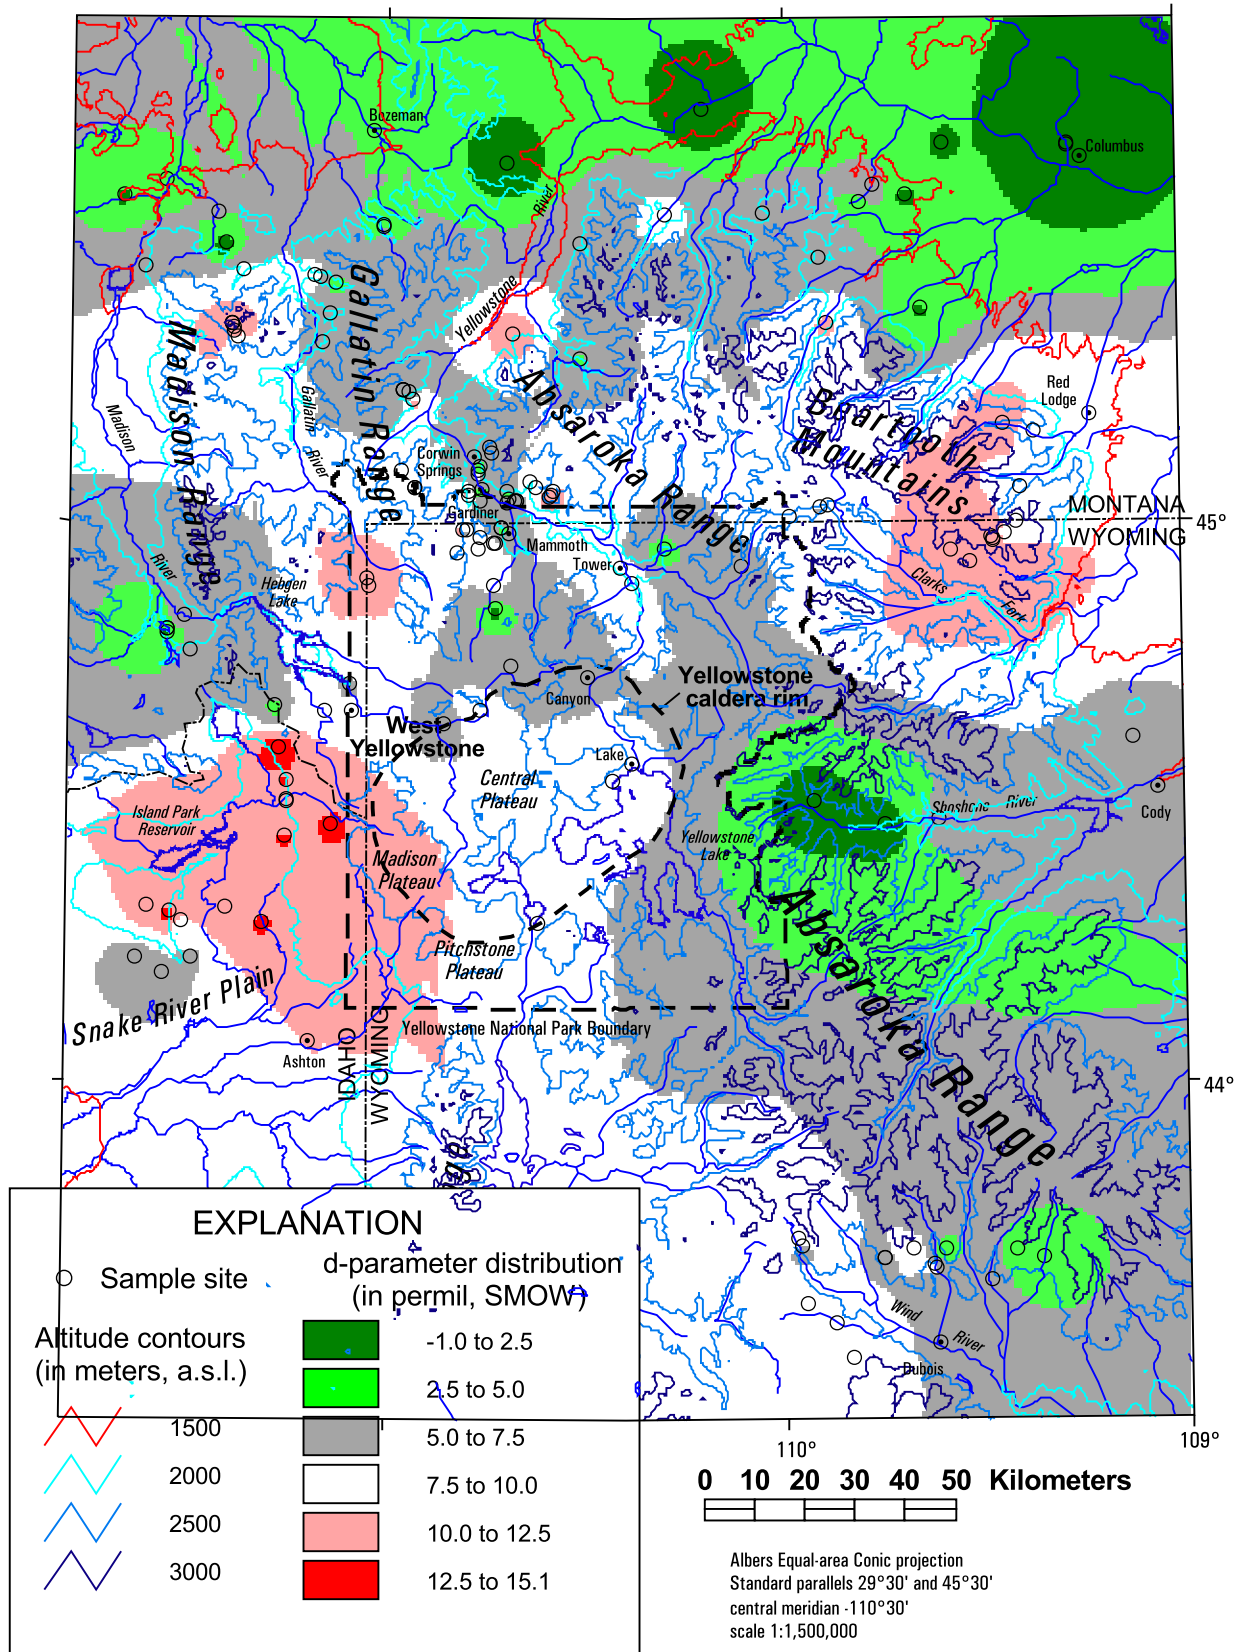 Bozeman
Columbus
River
Yellowstone
Gallatin Range
Madison Range
Madison
River
Gallatin
River
Absaroka Range
Beartooth
Mountains
Red
Lodge
Corwin
Springs
Gardiner
Mammoth
Tower
MONTANA
WYOMING
45°
Clarks
Fork
Hebgen
Lake
Canyon
Yellowstone
caldera rim
West
Yellowstone
Lake
Central
Plateau
Island Park
Reservoir
Madison
Plateau
Yellowstone
Lake
Shoshone River
Cody
Pitchstone
Plateau
Absaroka Range
Snake River Plain
Yellowstone National Park Boundary
Ashton
IDAHO
WYOMING
44°
Wind
River
Dubois
EXPLANATION
Sample site
d-parameter distribution
(in permil, SMOW)
Altitude contours
(in meters, a.s.l.)
1500
2000
2500
3000
-1.0 to 2.5
2.5 to 5.0
5.0 to 7.5
7.5 to 10.0
10.0 to 12.5
12.5 to 15.1
110°
109°
0 10 20 30 40 50 Kilometers
Albers Equal-area Conic projection
Standard parallels 29°30' and 45°30'
central meridian -110°30'
scale 1:1,500,000